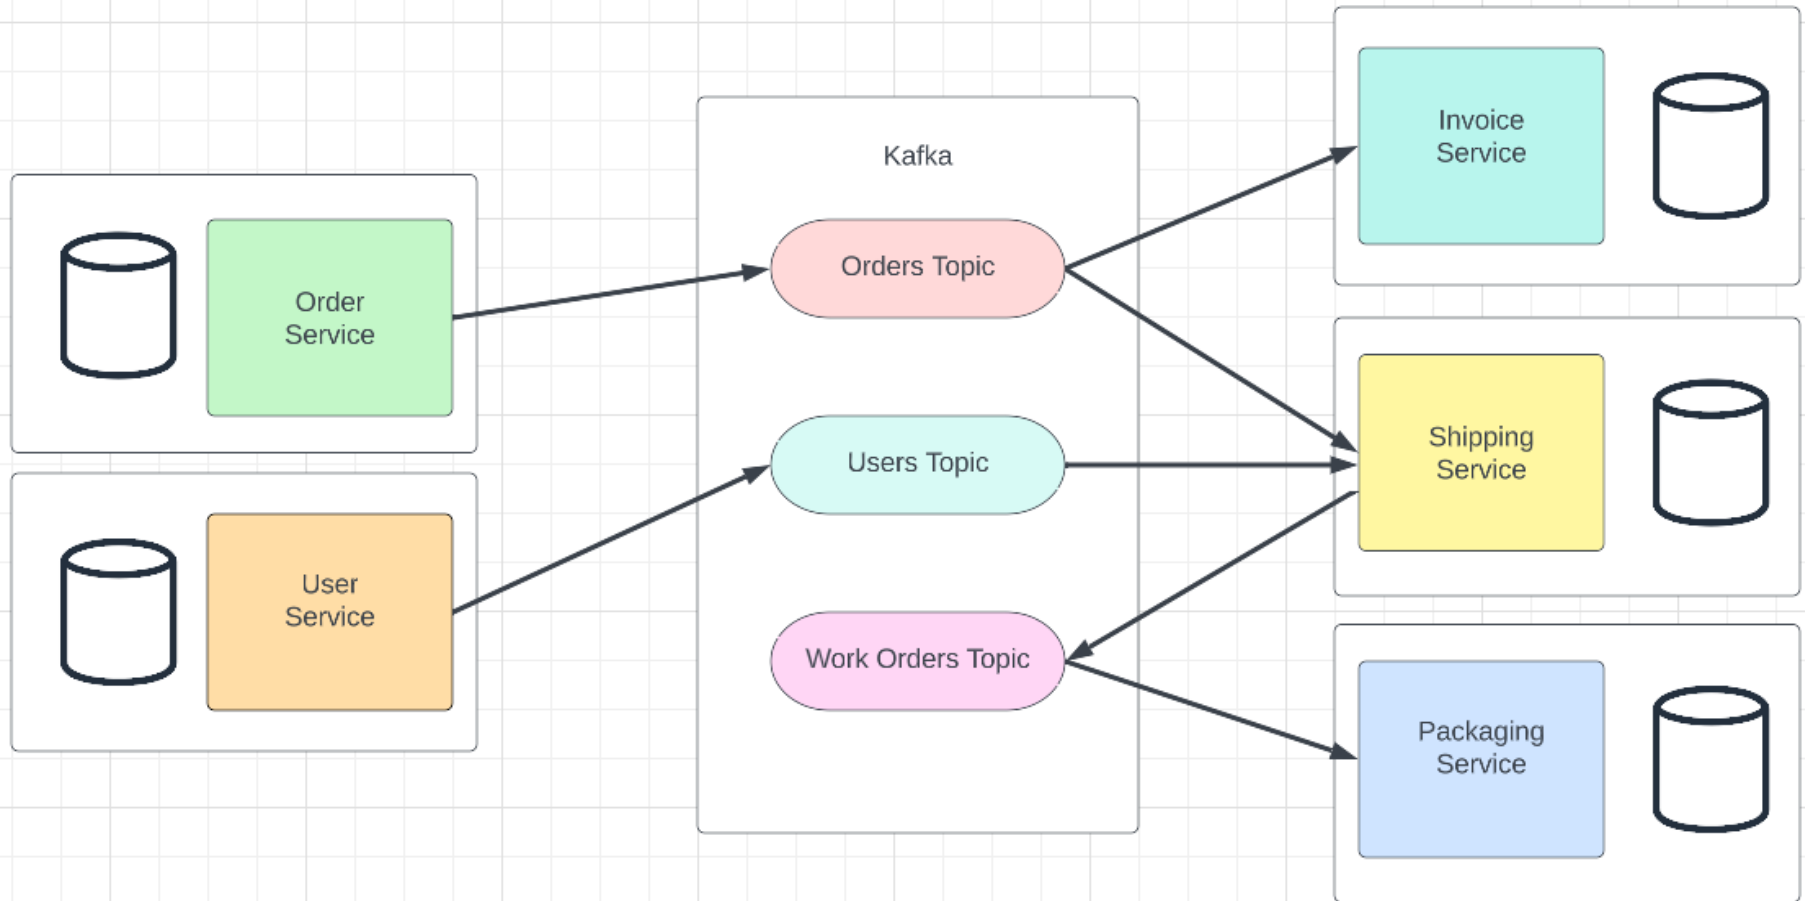 Order
Service
User
Service
Kafka
Orders Topic
Users Topic
Work Orders Topic
Invoice
Service
Shipping
Service
Packaging
Service